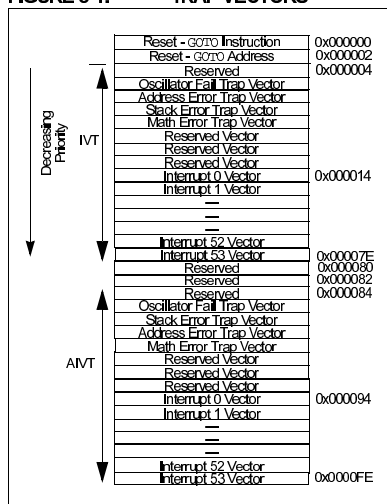 FIGURE 6-1: TRAP VECTORS
Reset - GOTO Instruction 0x000000
Reset - GOTO Address 0x000002
Reserved 0x000004
Oscillator Fail Trap Vector
Address Error Trap Vector
Stack Error Trap Vector
Math Error Trap Vector
Reserved Vector
Reserved Vector
Reserved Vector
Interrupt 0 Vector 0x000014
Interrupt 1 Vector
—
—
—
Interrupt 52 Vector
Interrupt 53 Vector 0x00007E
Decreasing
Priority
IVT
Reserved 0x000080
Reserved 0x000082
Reserved 0x000084
Oscillator Fail Trap Vector
Stack Error Trap Vector
Address Error Trap Vector
Math Error Trap Vector
Reserved Vector
Reserved Vector
Reserved Vector
Interrupt 0 Vector 0x000094
Interrupt 1 Vector
—
—
—
Interrupt 52 Vector
Interrupt 53 Vector 0x0000FE
AIVT